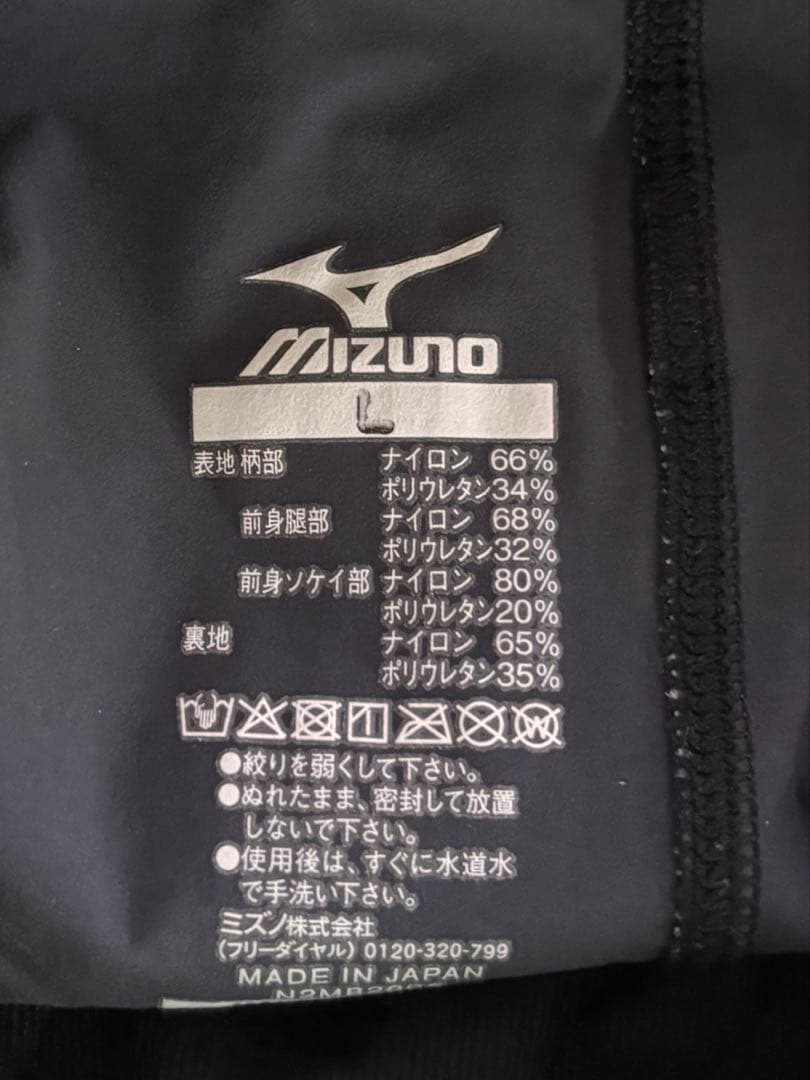 MIZUNO
L
表地 柄部 ナイロン 66%
ポリウレタン34%
前身腿部 ナイロン 68%
ポリウレタン32%
前身ソケイ部 ナイロン 80%
ポリウレタン20%
裏地 ナイロン 65%
ポリウレタン35%
●絞りを弱くして下さい。
●ぬれたまま、密封して放置
しないで下さい。
●使用後は、すぐに水道水
で手洗い下さい。
ミズノ株式会社
(フリーダイヤル) 0120-320-799
MADE IN JAPAN